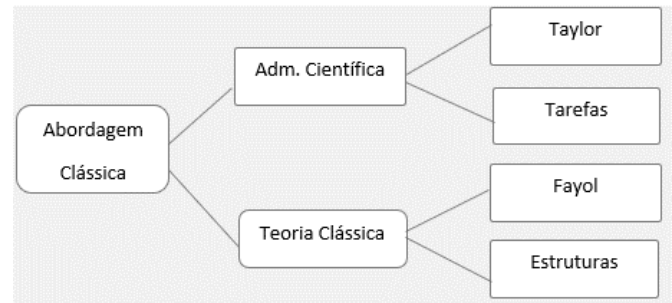 Taylor
Adm. Científica
Tarefas
Abordagem
Clássica
Fayol
Teoria Clássica
Estruturas